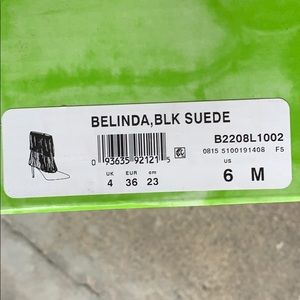 BELINDA,BLK SUEDE
B2208L1002
0 93635 92121 5
0815 5100191408 F5
UK EUR cm US
4 36 23 6 M